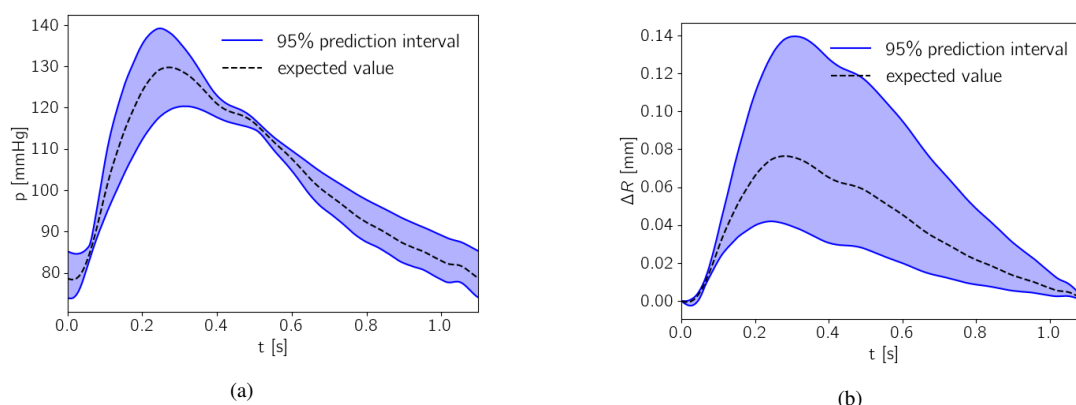 140
130
120
110
100
90
80
p [mmHg]
95% prediction interval
expected value
0.0 0.2 0.4 0.6 0.8 1.0
t [s]
(a)
0.14
0.12
0.10
0.08
0.06
0.04
0.02
0.00
ΔR [mm]
95% prediction interval
expected value
0.0 0.2 0.4 0.6 0.8 1.0
t [s]
(b)